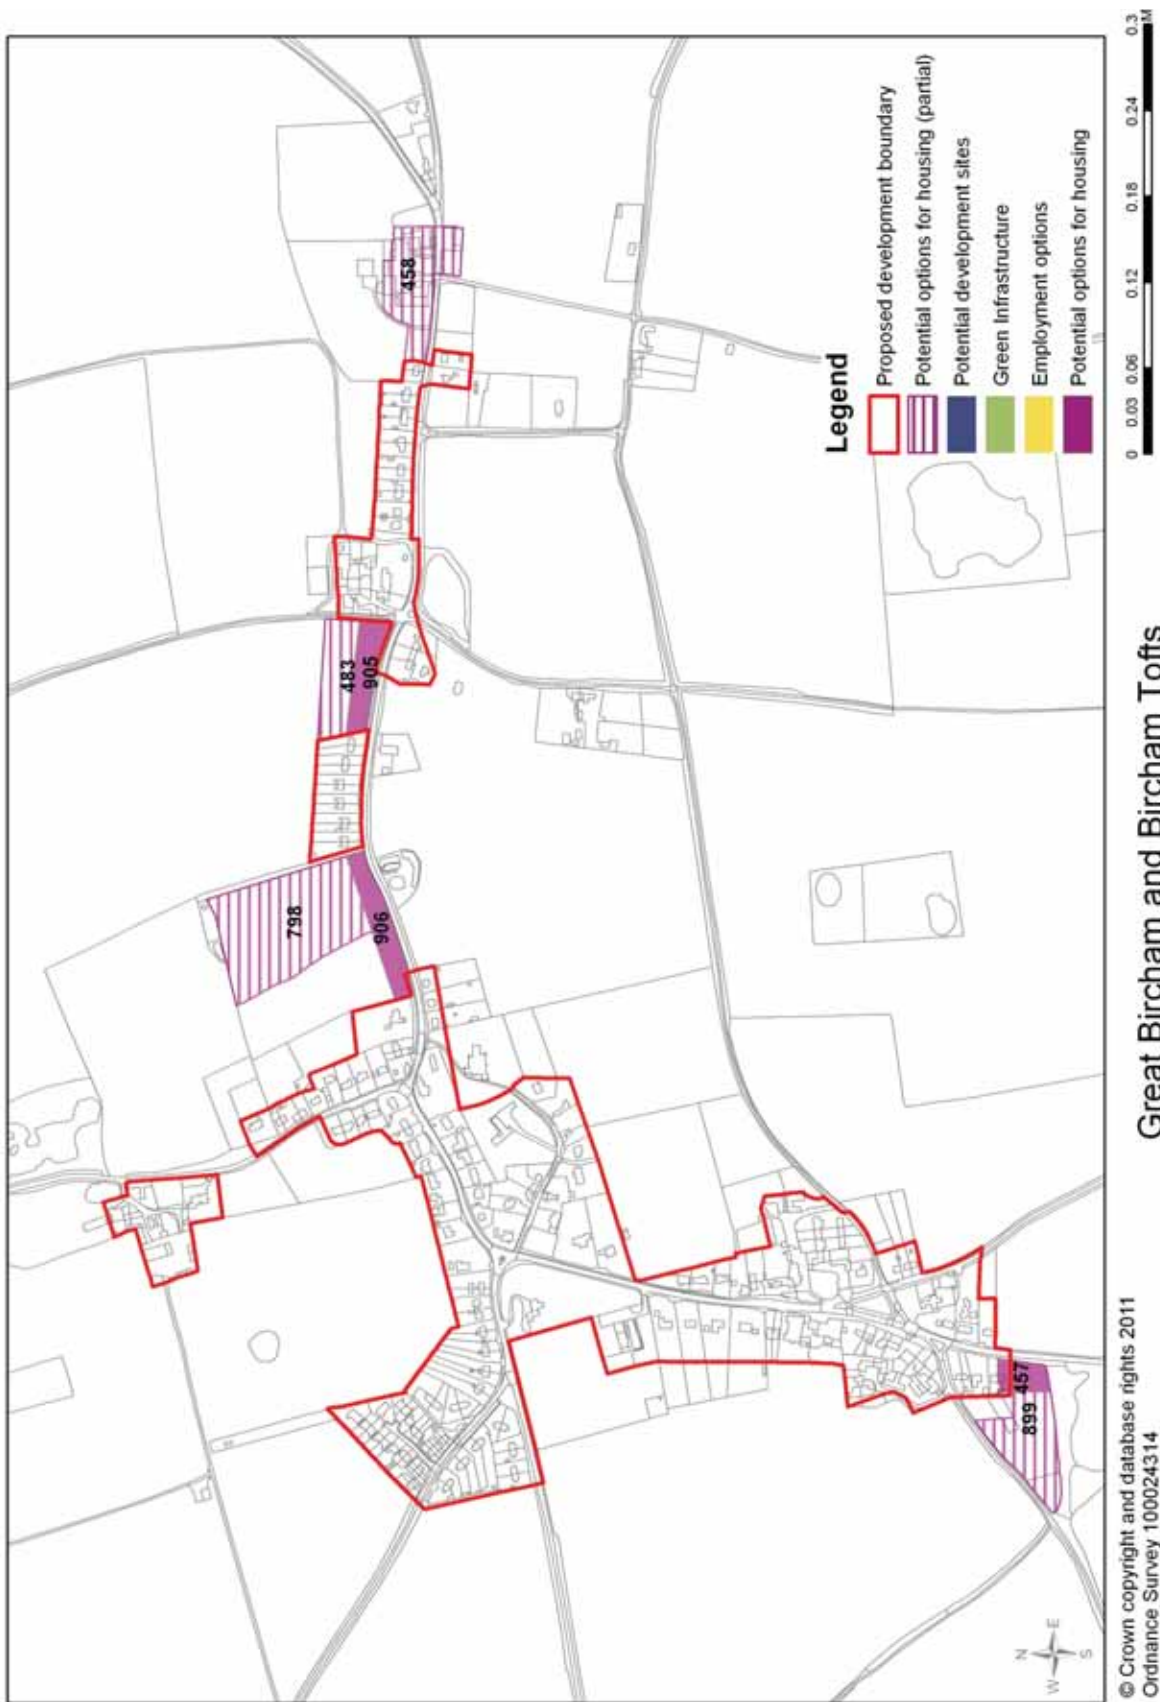 458
483
905
798
906
457
899
Legend
Proposed development boundary
Potential options for housing (partial)
Potential development sites
Green Infrastructure
Employment options
Potential options for housing
N
W E
S
0 0.03 0.06 0.12 0.18 0.24 0.3
M
© Crown copyright and database rights 2011
Ordnance Survey 100024314
Great Bircham and Bircham Tofts